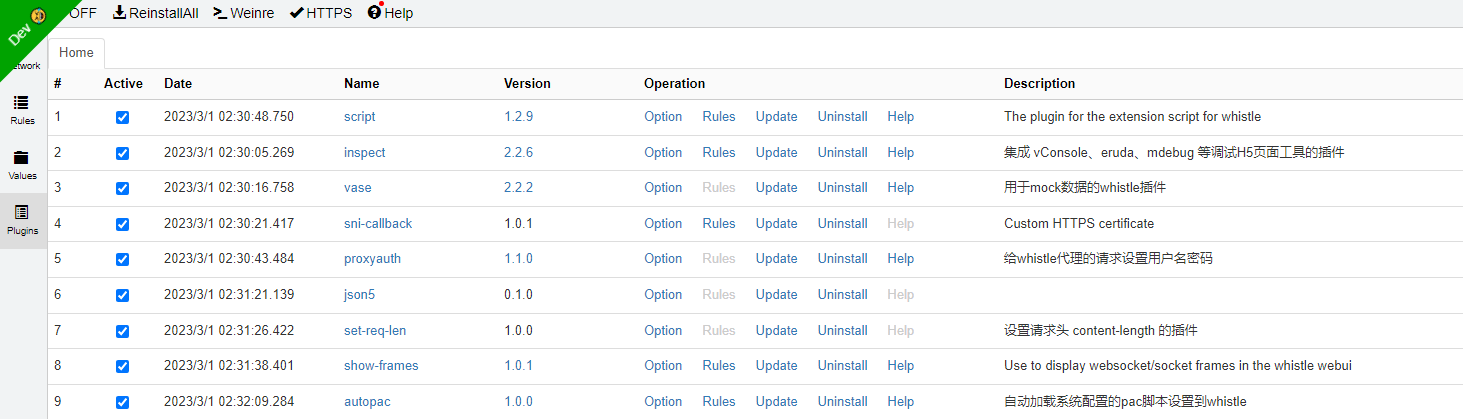 Dev OFF ReinstallAll Weinre HTTPS Help
Home
# Active Date Name Version Operation Description
1 2023/3/1 02:30:48.750 script 1.2.9 Option Rules Update Uninstall Help The plugin for the extension script for whistle
2 2023/3/1 02:30:05.269 inspect 2.2.6 Option Rules Update Uninstall Help 集成 vConsole、eruda、mdebug 等调试H5页面工具的插件
3 2023/3/1 02:30:16.758 vase 2.2.2 Option Rules Update Uninstall Help 用于mock数据的whistle插件
4 2023/3/1 02:30:21.417 sni-callback 1.0.1 Option Rules Update Uninstall Help Custom HTTPS certificate
5 2023/3/1 02:30:43.484 proxyauth 1.1.0 Option Rules Update Uninstall Help 给whistle代理的请求设置用户名密码
6 2023/3/1 02:31:21.139 json5 0.1.0 Option Rules Update Uninstall Help
7 2023/3/1 02:31:26.422 set-req-len 1.0.0 Option Rules Update Uninstall Help 设置请求头 content-length 的插件
8 2023/3/1 02:31:38.401 show-frames 1.0.1 Option Rules Update Uninstall Help Use to display websocket/socket frames in the whistle webui
9 2023/3/1 02:32:09.284 autopac 1.0.0 Option Rules Update Uninstall Help 自动加载系统配置的pac脚本设置到whistle
Rules
Values
Plugins